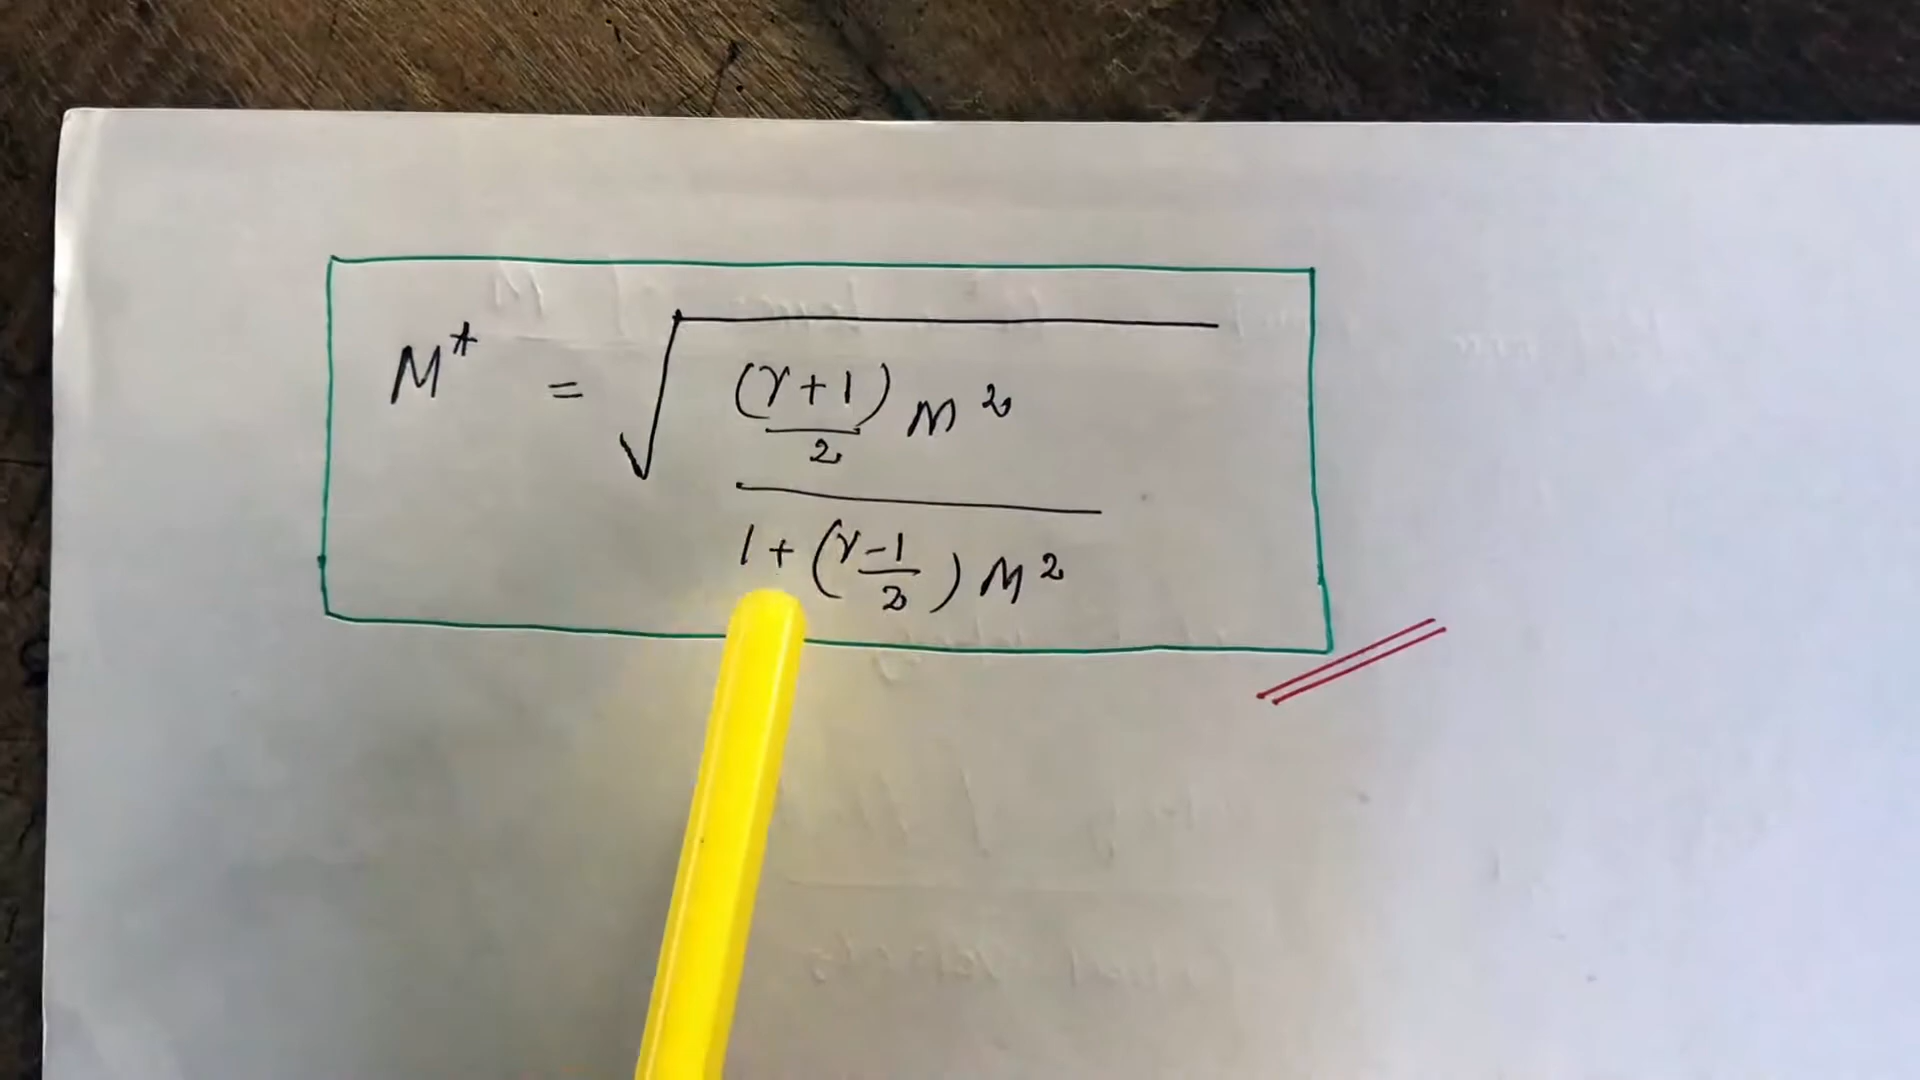 M* = √ (γ+1)/2 M²
1 + (γ-1/2) M²